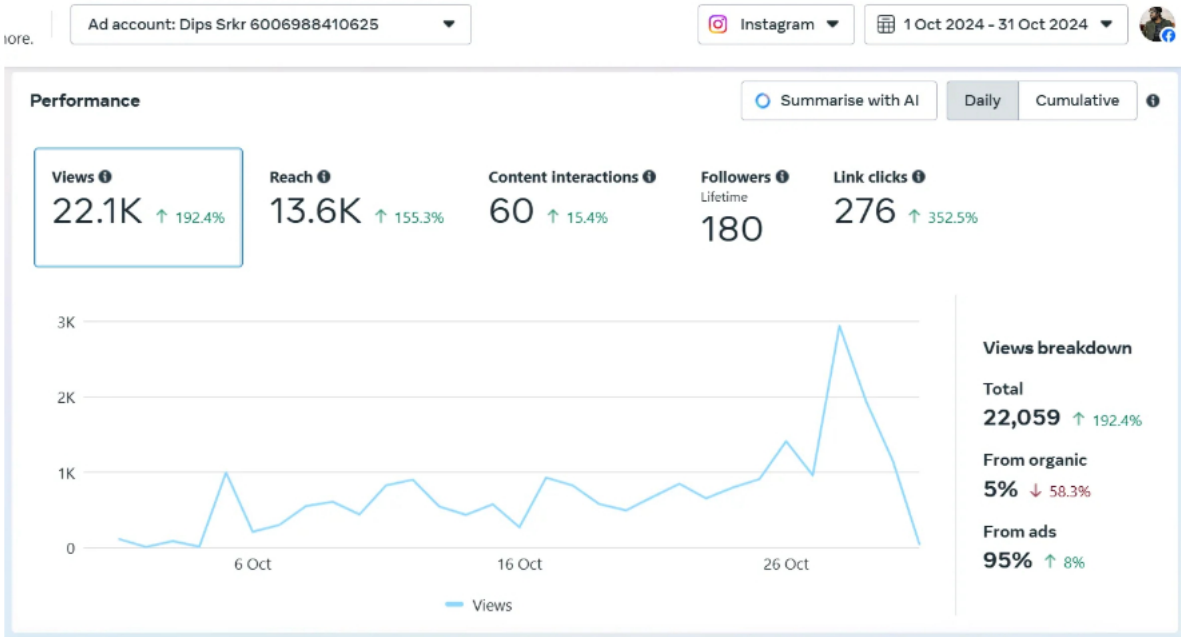 Ad account: Dips Srkr 6006988410625
Instagram
1 Oct 2024 - 31 Oct 2024
Performance
Summarise with AI
Daily
Cumulative
Views
22.1K ↑ 192.4%
Reach
13.6K ↑ 155.3%
Content interactions
60 ↑ 15.4%
Followers
Lifetime
180
Link clicks
276 ↑ 352.5%
3K
2K
1K
0
6 Oct
16 Oct
26 Oct
Views
Views breakdown
Total
22,059 ↑ 192.4%
From organic
5% ↓ 58.3%
From ads
95% ↑ 8%